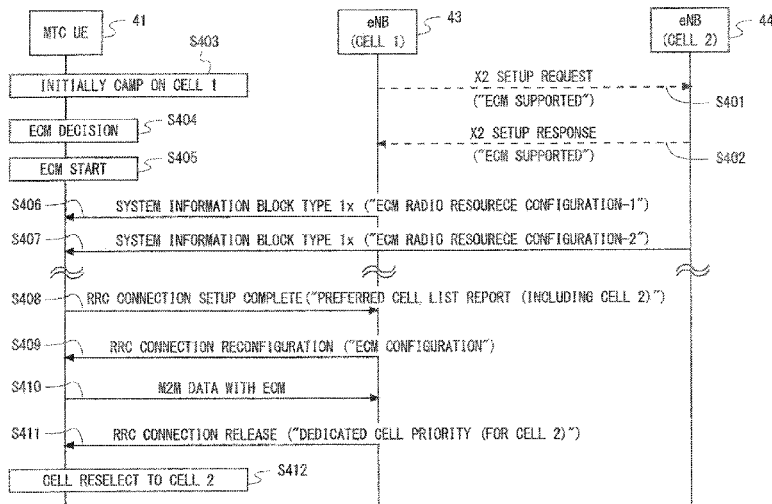 MTC UE
41
eNB
(CELL 1)
43
eNB
(CELL 2)
44
S403
INITIALLY CAMP ON CELL 1
X2 SETUP REQUEST
("ECM SUPPORTED")
S401
ECM DECISION
S404
X2 SETUP RESPONSE
("ECM SUPPORTED")
S402
ECM START
S405
S406
SYSTEM INFORMATION BLOCK TYPE 1x ("ECM RADIO RESOURECE CONFIGURATION-1")
S407
SYSTEM INFORMATION BLOCK TYPE 1x ("ECM RADIO RESOURECE CONFIGURATION-2")
S408
RRC CONNECTION SETUP COMPLETE("PREFERRED CELL LIST REPORT (INCLUDING CELL 2)")
S409
RRC CONNECTION RECONFIGURATION ("ECM CONFIGURATION")
S410
M2M DATA WITH ECM
S411
RRC CONNECTION RELEASE ("DEDICATED CELL PRIORITY (FOR CELL 2)")
CELL RESELECT TO CELL 2
S412